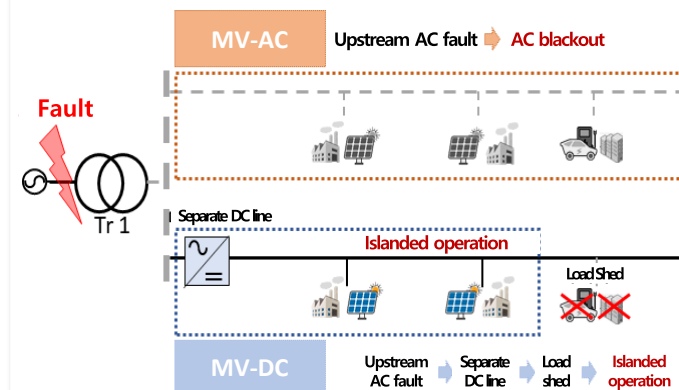 MV-AC
Upstream AC fault
AC blackout
Fault
Tr 1
Separate DC line
Islanded operation
Load Shed
MV-DC
Upstream
AC fault
Separate
DC line
Load
shed
Islanded
operation